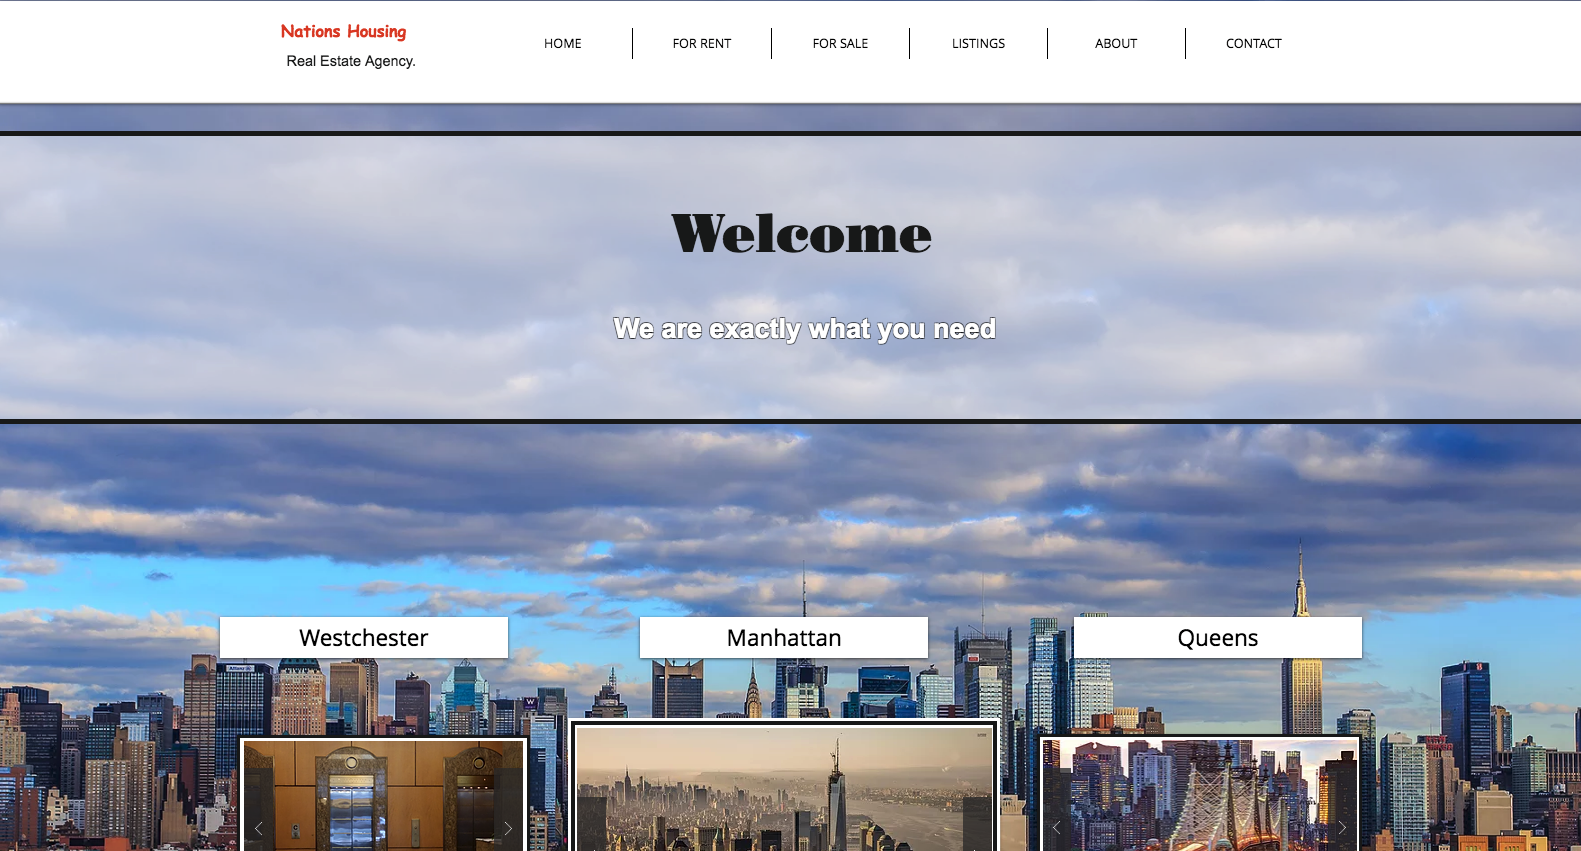 Nations Housing
Real Estate Agency.
HOME
FOR RENT
FOR SALE
LISTINGS
ABOUT
CONTACT
Welcome
We are exactly what you need
Westchester
Manhattan
Queens
Allianz
W